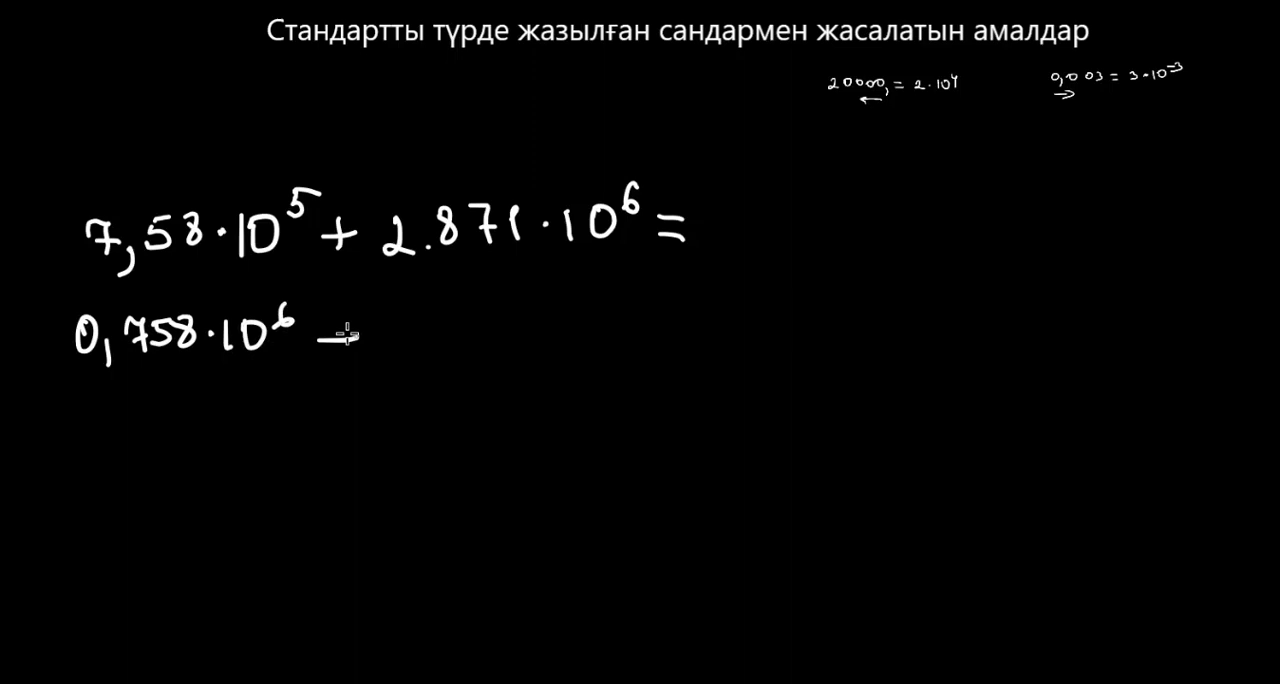 Стандартты түрде жазылған сандармен жасалатын амалдар
20000, = 2·10⁴ 0,003 = 3·10⁻³
7,58·10⁵ + 2.871·10⁶ =
0,758·10⁶ −